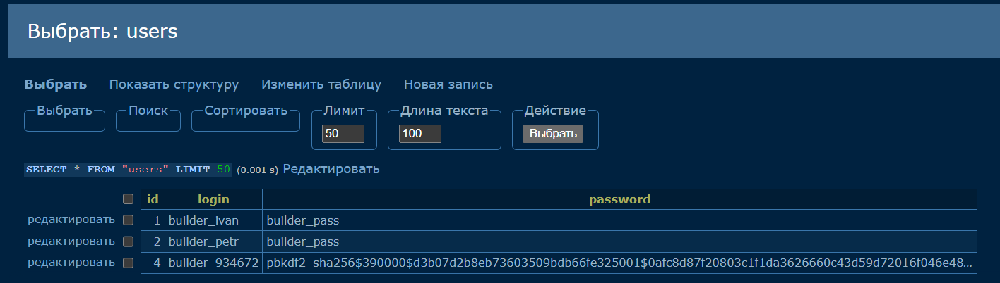 Выбрать: users
Выбрать Показать структуру Изменить таблицу Новая запись
Выбрать Поиск Сортировать Лимит Длина текста Действие
50 100 Выбрать
SELECT * FROM "users" LIMIT 50 (0.001 s) Редактировать
id login password
редактировать 1 builder_ivan builder_pass
редактировать 2 builder_petr builder_pass
редактировать 4 builder_934672 pbkdf2_sha256$390000$d3b07d2b8eb73603509bdb66fe325001$0afc8d87f20803c1f1da3626660c43d59d72016f046e48...